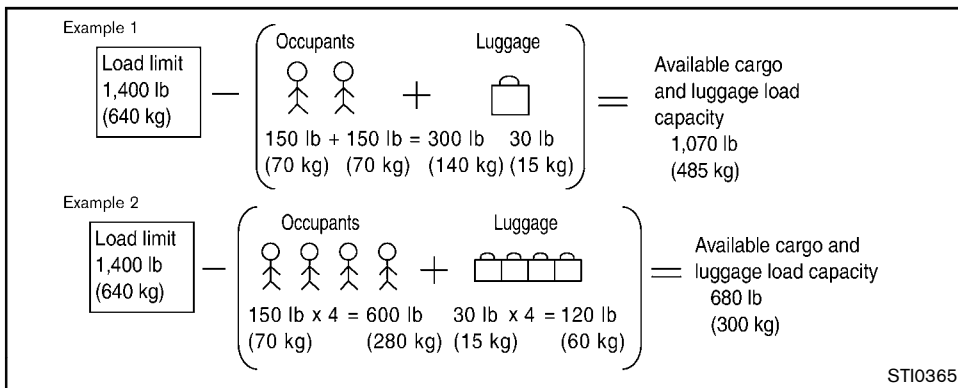 Example 1
Load limit
1,400 lb
(640 kg)
−
Occupants
+
Luggage
150 lb + 150 lb = 300 lb 30 lb
(70 kg) (70 kg) (140 kg) (15 kg)
=
Available cargo
and luggage load
capacity
1,070 lb
(485 kg)
Example 2
Load limit
1,400 lb
(640 kg)
−
Occupants
+
Luggage
150 lb x 4 = 600 lb 30 lb x 4 = 120 lb
(70 kg) (280 kg) (15 kg) (60 kg)
=
Available cargo and
luggage load capacity
680 lb
(300 kg)
STI0365